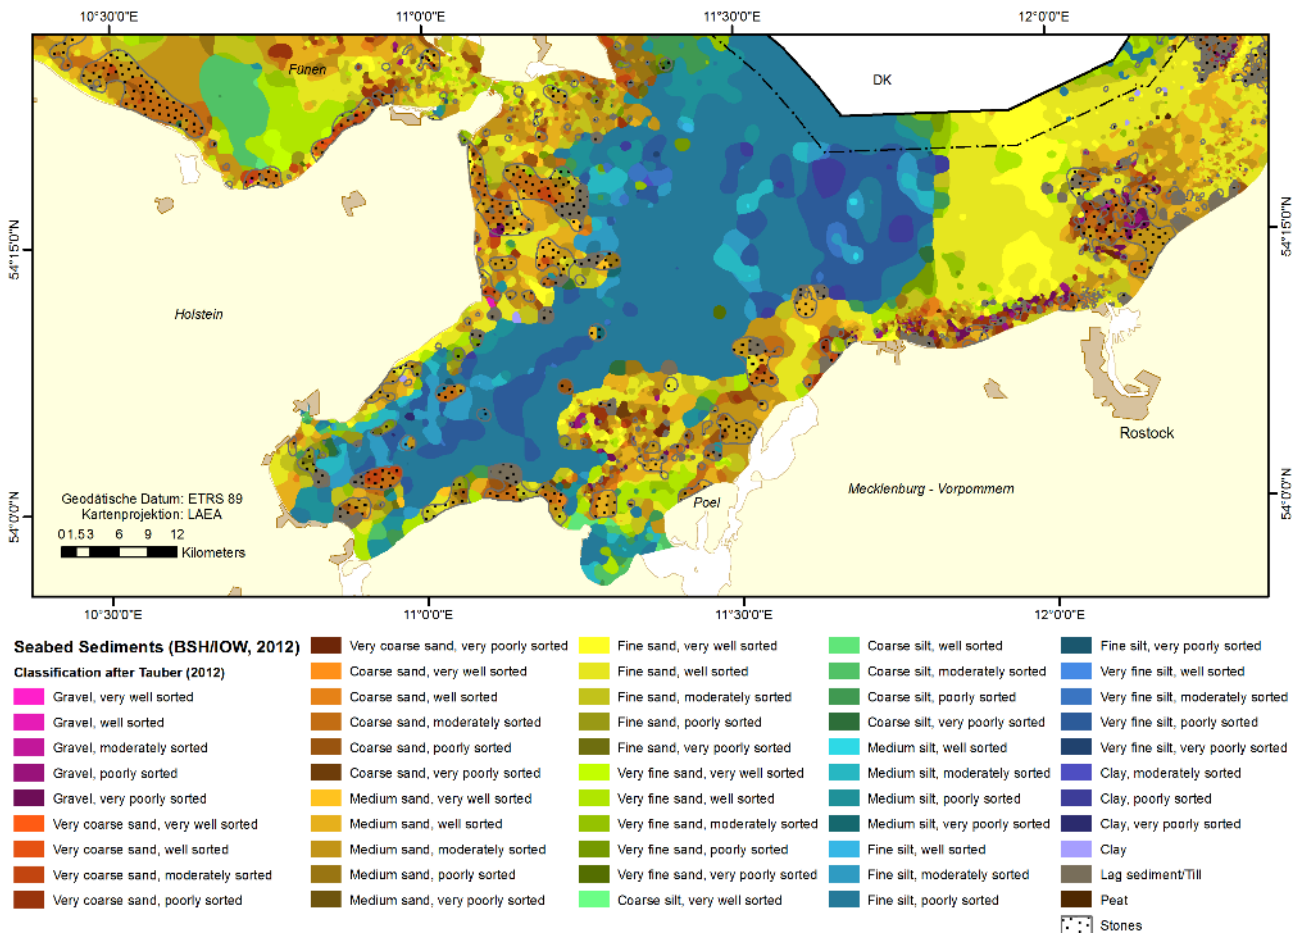 10°30'0"E 11°0'0"E 11°30'0"E 12°0'0"E
Fünen
DK
54°15'0"N 54°15'0"N
Holstein
Rostock
Mecklenburg - Vorpommern
Poel
Geodätische Datum: ETRS 89
Kartenprojektion: LAEA
0 1.5 3 6 9 12
Kilometers
54°0'0"N 54°0'0"N
10°30'0"E 11°0'0"E 11°30'0"E 12°0'0"E
Seabed Sediments (BSH/IOW, 2012)
Classification after Tauber (2012)
Gravel, very well sorted
Gravel, well sorted
Gravel, moderately sorted
Gravel, poorly sorted
Gravel, very poorly sorted
Very coarse sand, very well sorted
Very coarse sand, well sorted
Very coarse sand, moderately sorted
Very coarse sand, poorly sorted
Very coarse sand, very poorly sorted
Coarse sand, very well sorted
Coarse sand, well sorted
Coarse sand, moderately sorted
Coarse sand, poorly sorted
Coarse sand, very poorly sorted
Medium sand, very well sorted
Medium sand, well sorted
Medium sand, moderately sorted
Medium sand, poorly sorted
Medium sand, very poorly sorted
Fine sand, very well sorted
Fine sand, well sorted
Fine sand, moderately sorted
Fine sand, poorly sorted
Fine sand, very poorly sorted
Very fine sand, very well sorted
Very fine sand, well sorted
Very fine sand, moderately sorted
Very fine sand, poorly sorted
Very fine sand, very poorly sorted
Coarse silt, very well sorted
Coarse silt, well sorted
Coarse silt, moderately sorted
Coarse silt, poorly sorted
Coarse silt, very poorly sorted
Medium silt, well sorted
Medium silt, moderately sorted
Medium silt, poorly sorted
Medium silt, very poorly sorted
Fine silt, well sorted
Fine silt, moderately sorted
Fine silt, poorly sorted
Fine silt, very poorly sorted
Very fine silt, well sorted
Very fine silt, moderately sorted
Very fine silt, poorly sorted
Very fine silt, very poorly sorted
Clay, moderately sorted
Clay, poorly sorted
Clay, very poorly sorted
Clay
Lag sediment/Till
Peat
Stones